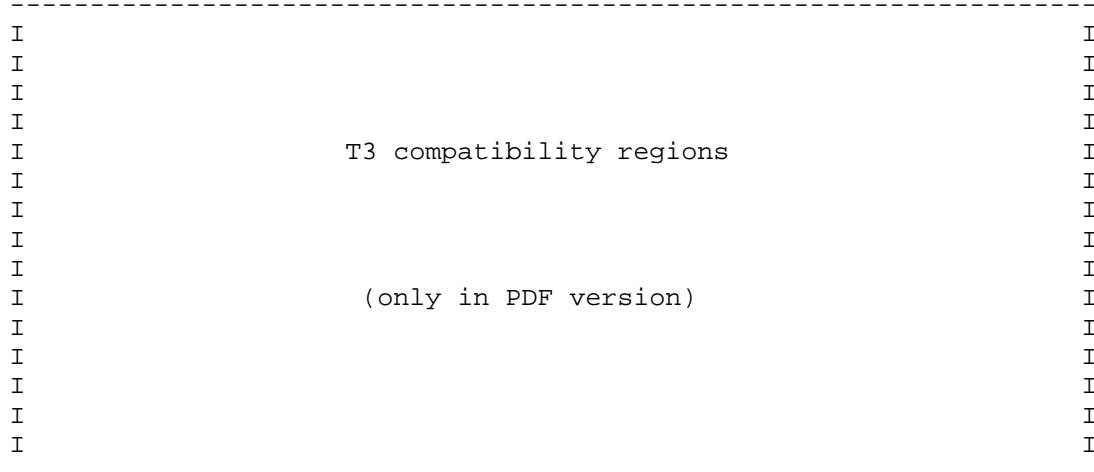 --------------------------------------------------------------------
I                                                                  I
I                                                                  I
I                                                                  I
I                                                                  I
I                    T3 compatibility regions                      I
I                                                                  I
I                                                                  I
I                                                                  I
I                                                                  I
I                     (only in PDF version)                        I
I                                                                  I
I                                                                  I
I                                                                  I
I                                                                  I
I                                                                  I